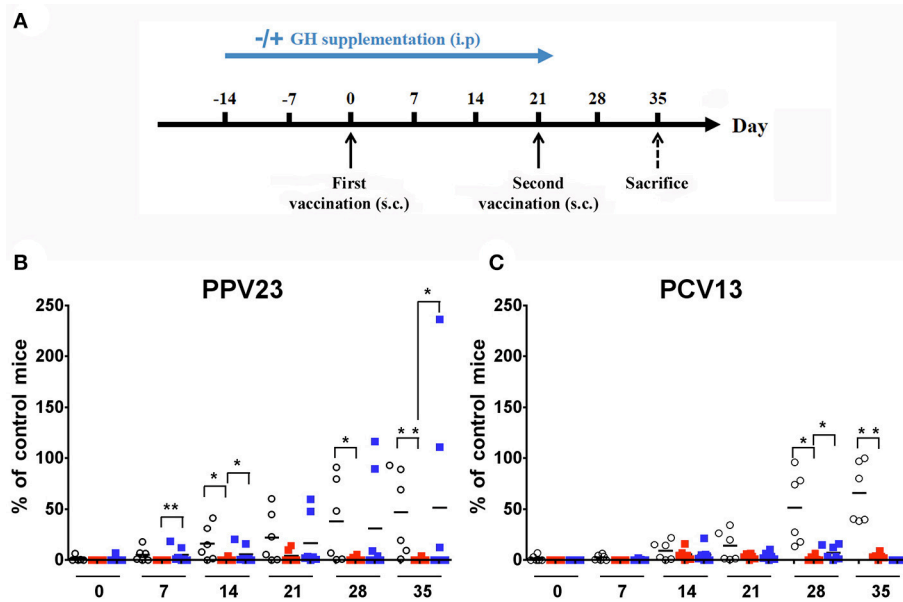 A
-/+ GH supplementation (i.p)
-14 -7 0 7 14 21 28 35
Day
First vaccination (s.c.)
Second vaccination (s.c.)
Sacrifice
B
PPV23
% of control mice
250
200
150
100
50
0
** * * * ** *
0 7 14 21 28 35
C
PCV13
% of control mice
250
200
150
100
50
0
* * **
0 7 14 21 28 35